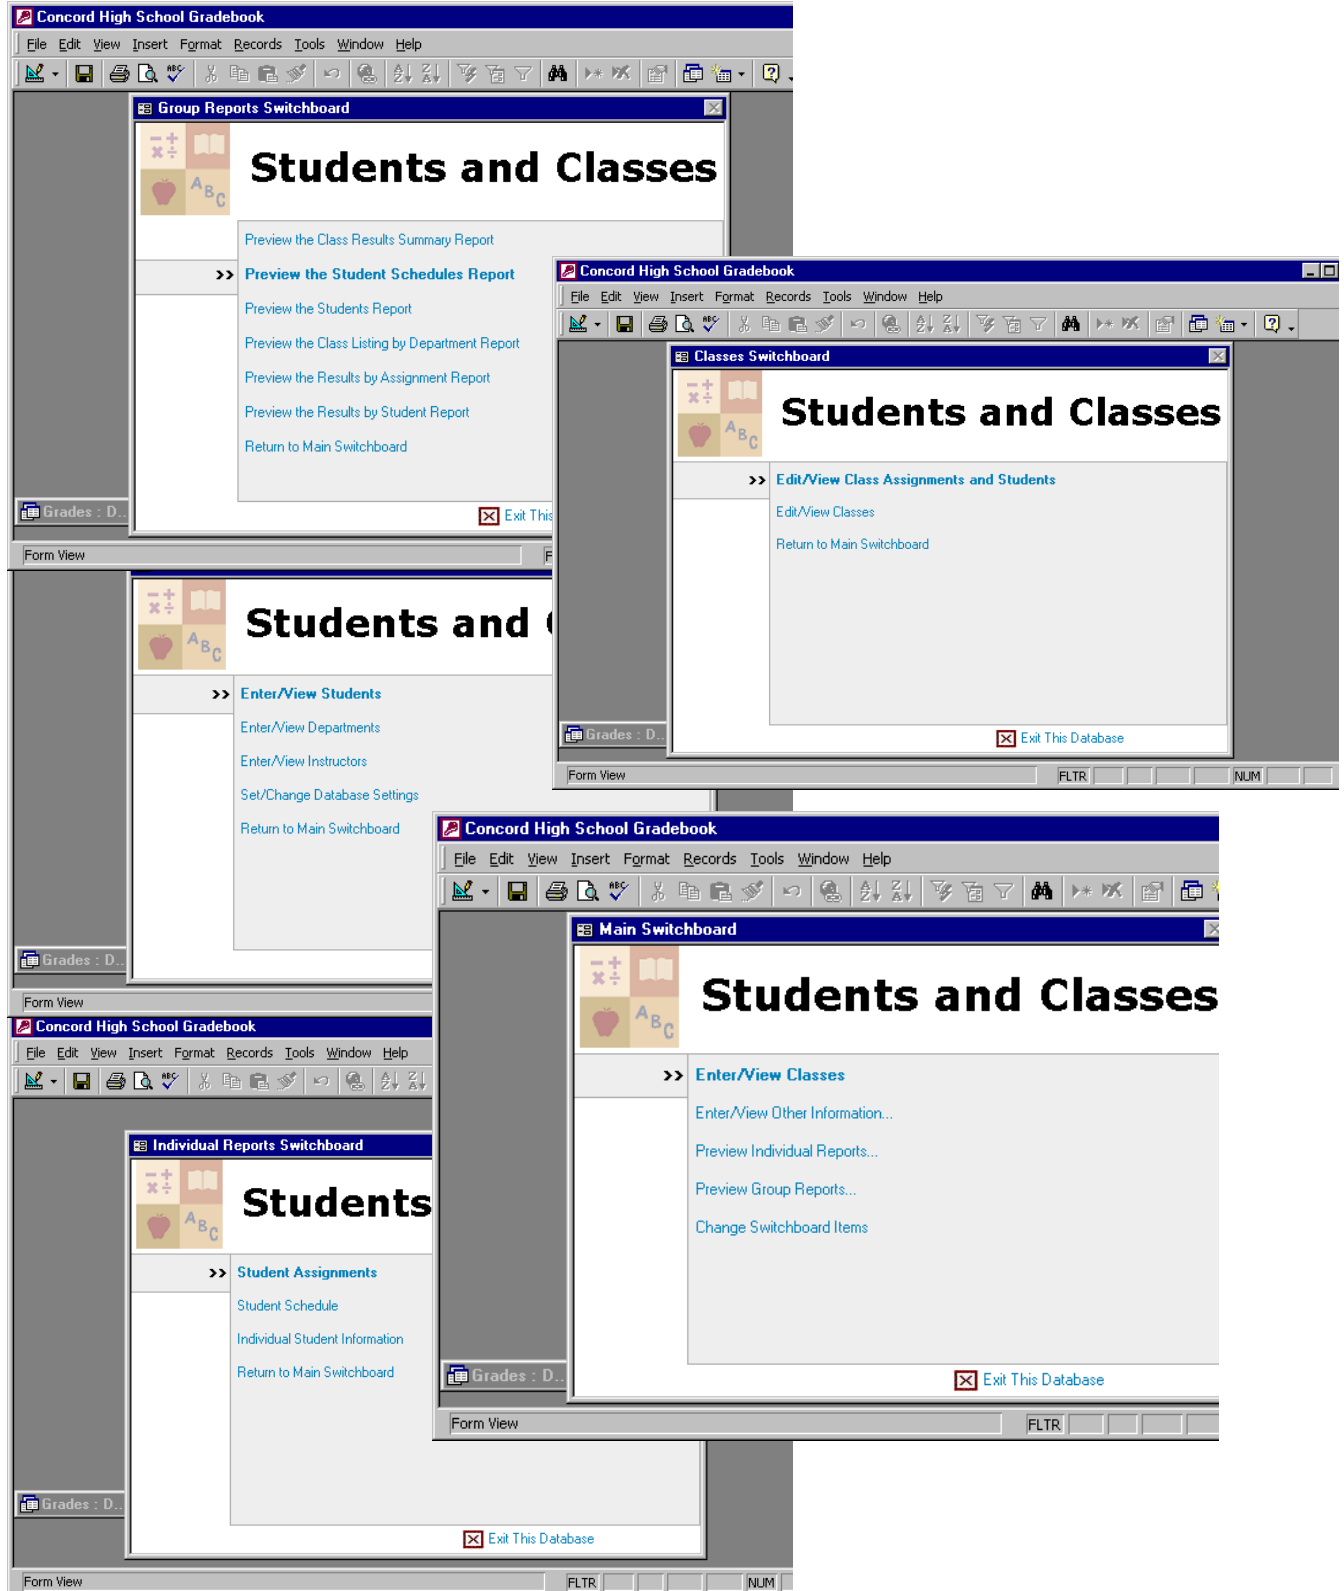 Concord High School Gradebook
File Edit View Insert Format Records Tools Window Help
Group Reports Switchboard
Students and Classes
Preview the Class Results Summary Report
>> Preview the Student Schedules Report
Preview the Students Report
Preview the Class Listing by Department Report
Preview the Results by Assignment Report
Preview the Results by Student Report
Return to Main Switchboard
Grades : D..
Exit This
Form View
Concord High School Gradebook
File Edit View Insert Format Records Tools Window Help
Classes Switchboard
Students and Classes
>> Edit/View Class Assignments and Students
Edit/View Classes
Return to Main Switchboard
Grades : D..
Exit This Database
Form View FLTR NUM
Students and
>> Enter/View Students
Enter/View Departments
Enter/View Instructors
Set/Change Database Settings
Return to Main Switchboard
Grades : D..
Form View
Concord High School Gradebook
File Edit View Insert Format Records Tools Window Help
Main Switchboard
Students and Classes
>> Enter/View Classes
Enter/View Other Information...
Preview Individual Reports...
Preview Group Reports...
Change Switchboard Items
Grades : D..
Exit This Database
Form View FLTR
Concord High School Gradebook
File Edit View Insert Format Records Tools Window Help
Individual Reports Switchboard
Students
>> Student Assignments
Student Schedule
Individual Student Information
Return to Main Switchboard
Grades : D..
Exit This Database
Form View FLTR NUM